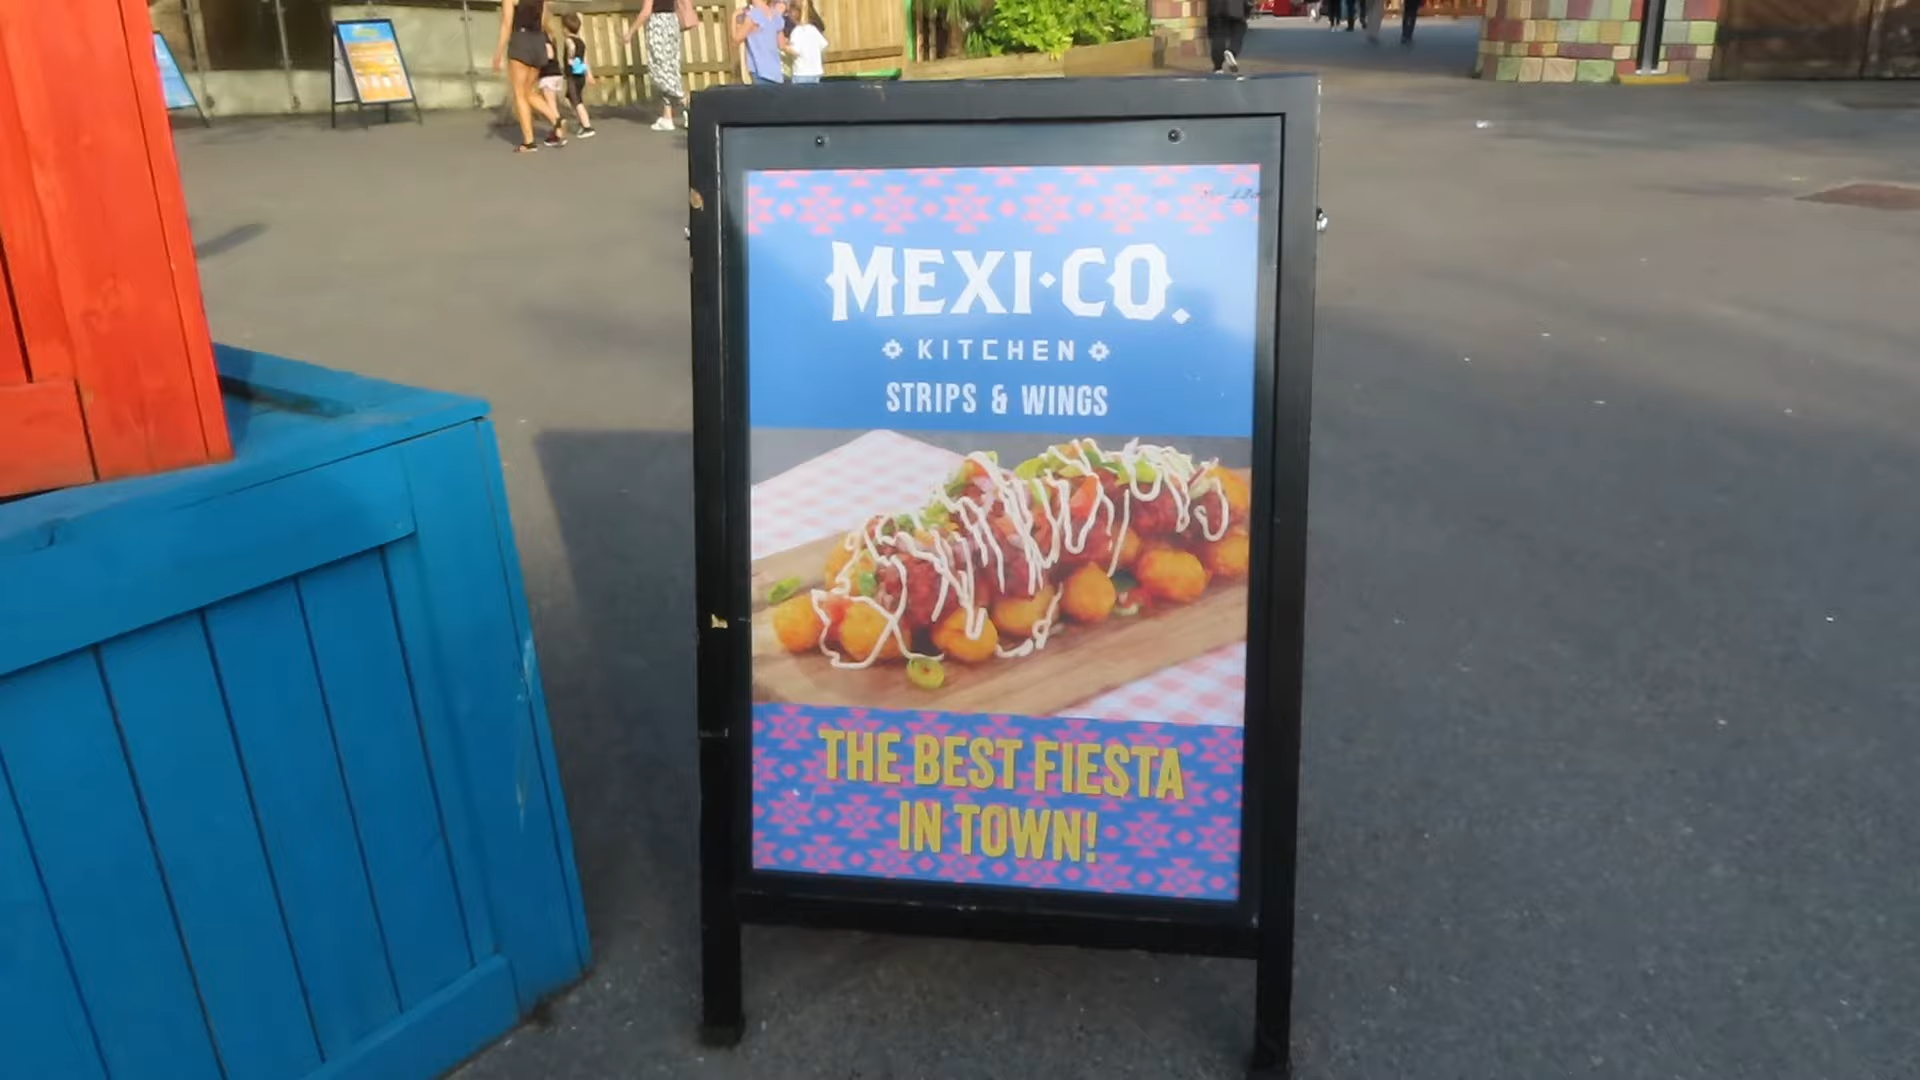 MEXI·CO.
KITCHEN
STRIPS & WINGS
THE BEST FIESTA
IN TOWN!